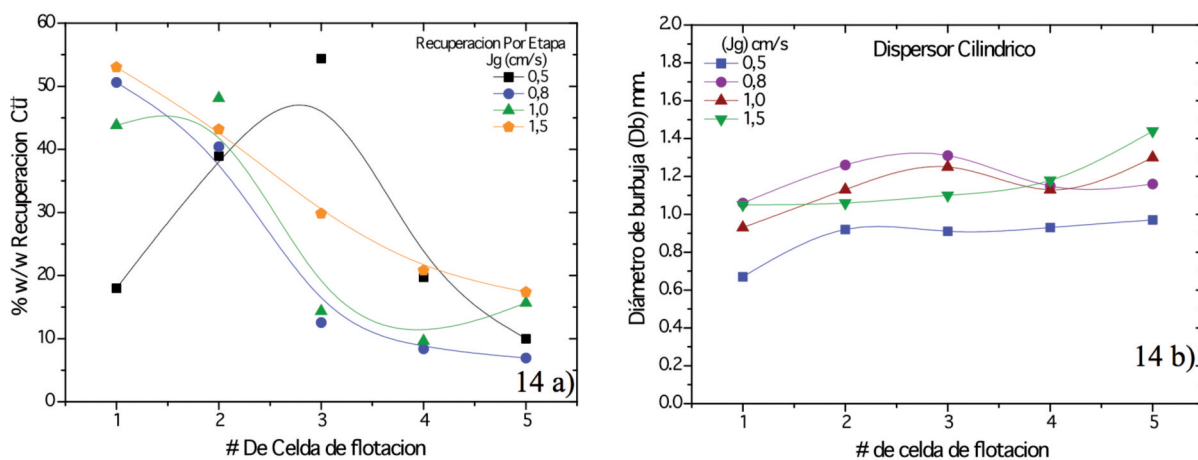 Recuperacion Por Etapa
Jg (cm/s)
0,5
0,8
1,0
1,5
% w/w Recuperacion Cu
60
50
40
30
20
10
0
1 2 3 4 5
# De Celda de flotacion
14 a)
(Jg) cm/s
0,5
0,8
1,0
1,5
Dispersor Cilindrico
Diámetro de burbuja (Db) mm.
2.0
1.8
1.6
1.4
1.2
1.0
0.8
0.6
0.4
0.2
0.0
1 2 3 4 5
# de celda de flotacion
14 b)